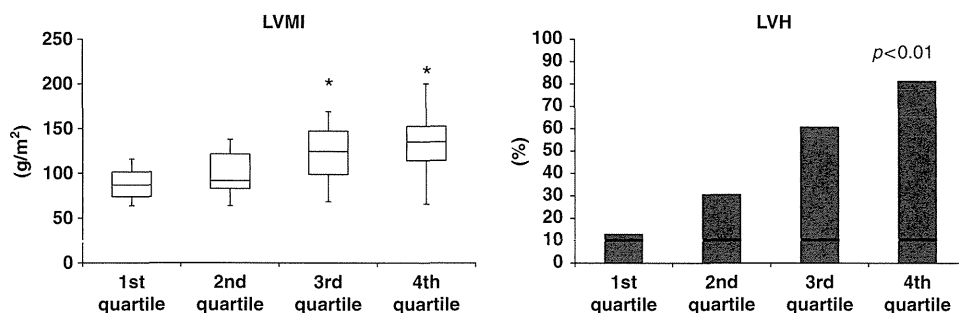 LVMI
(g/m²)
250
200
150
100
50
0
*
*
1st quartile
2nd quartile
3rd quartile
4th quartile
LVH
(%)
100
90
80
70
60
50
40
30
20
10
0
p<0.01
1st quartile
2nd quartile
3rd quartile
4th quartile